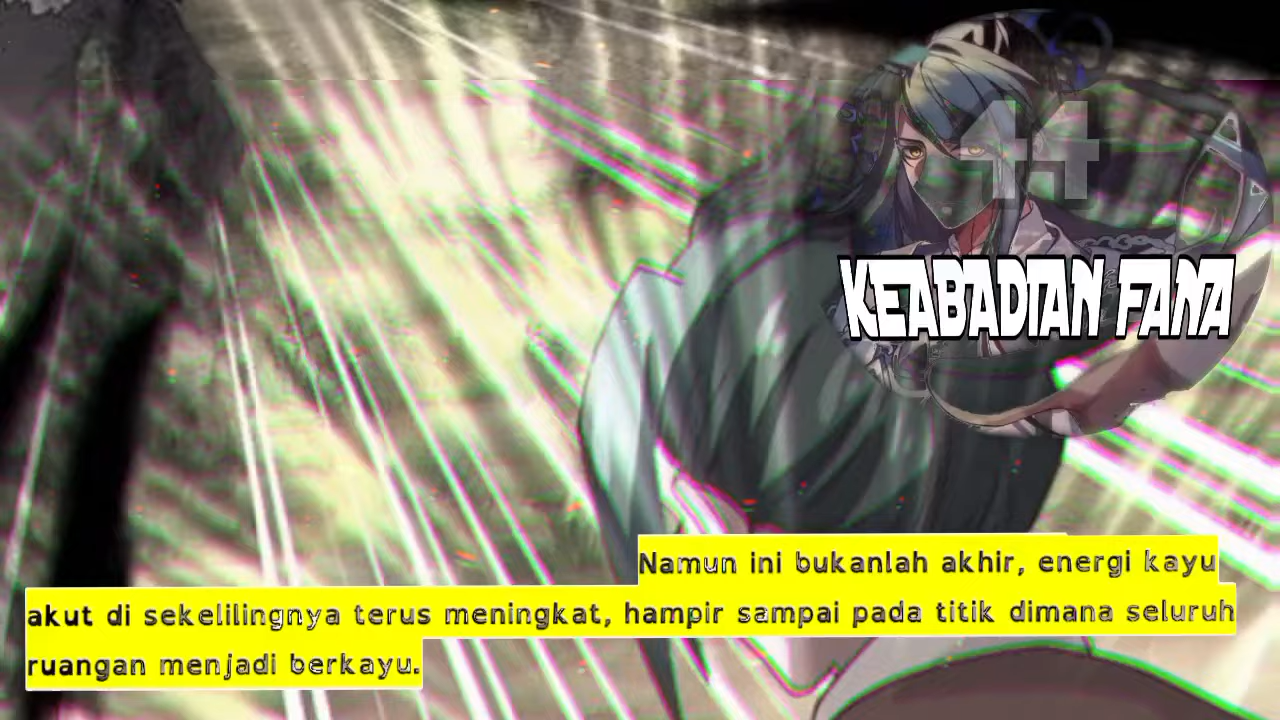 44
KEABADIAN FANA
Namun ini bukanlah akhir, energi kayu
akut di sekelilingnya terus meningkat, hampir sampai pada titik dimana seluruh
ruangan menjadi berkayu.